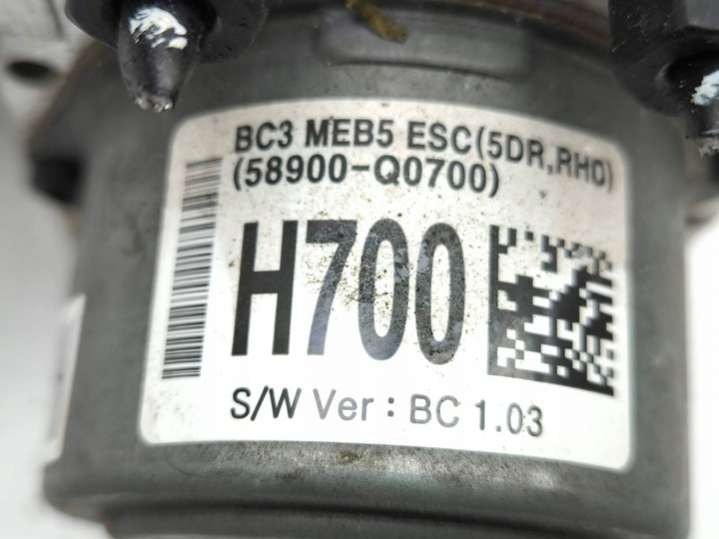 BC3 MEB5 ESC(5DR,RHD)
(58900-Q0700)
H700
S/W Ver : BC 1.03